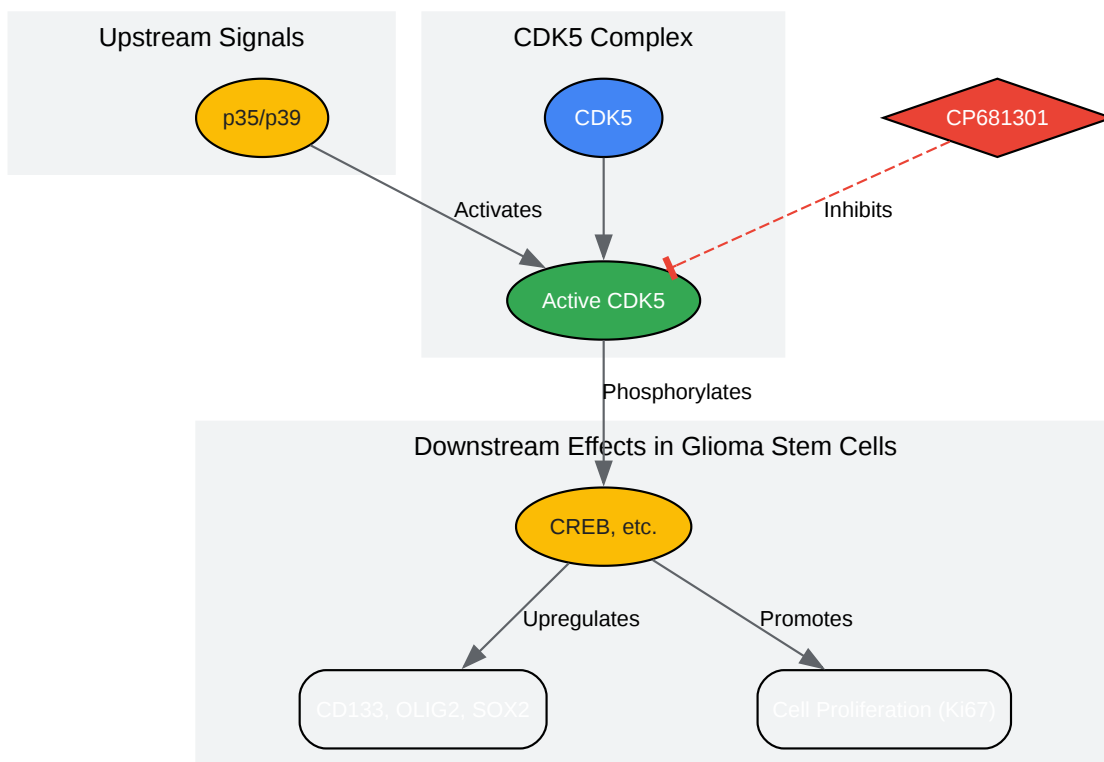 Upstream Signals
CDK5 Complex
p35/p39
CDK5
CP681301
Activates
Inhibits
Active CDK5
Phosphorylates
Downstream Effects in Glioma Stem Cells
CREB, etc.
Upregulates
Promotes
CD133, OLIG2, SOX2
Cell Proliferation (Ki67)